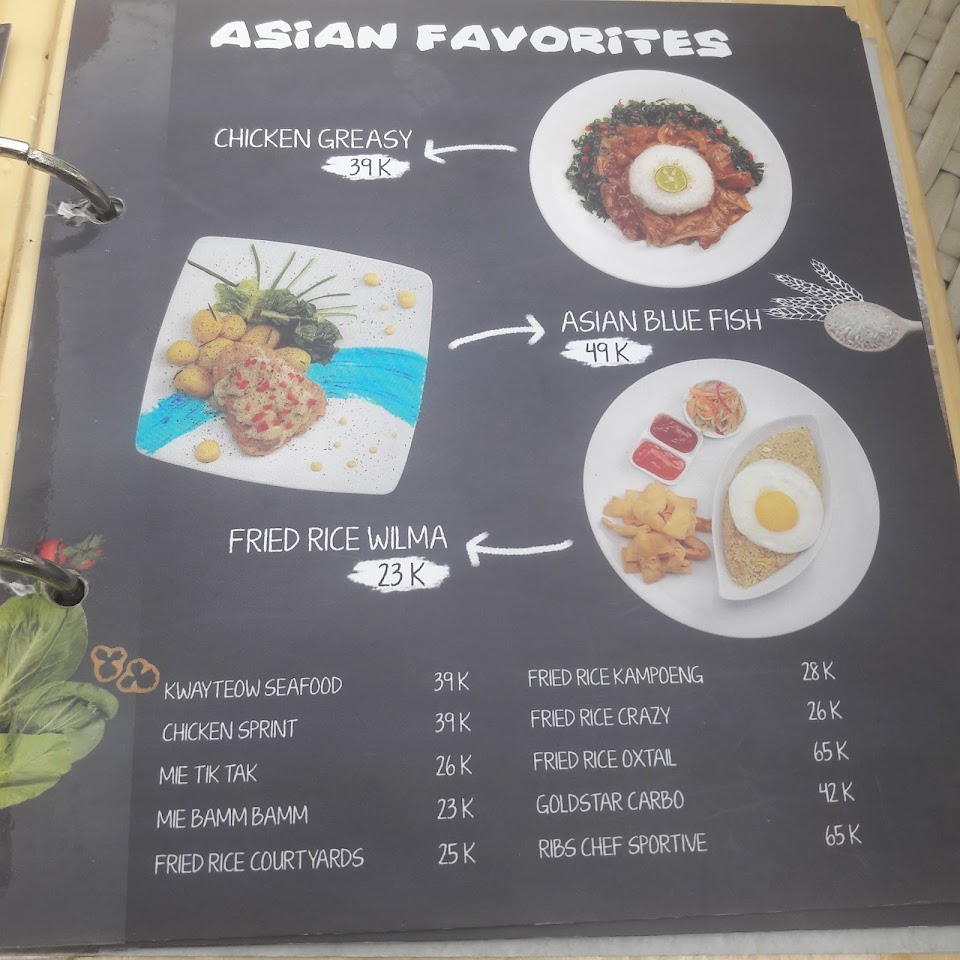 ASIAN FAVORITES
CHICKEN GREASY
39 K
ASIAN BLUE FISH
49 K
FRIED RICE WILMA
23 K
KWAYTEOW SEAFOOD 39 K
CHICKEN SPRINT 39 K
MIE TIK TAK 26 K
MIE BAMM BAMM 23 K
FRIED RICE COURTYARDS 25 K
FRIED RICE KAMPOENG 28 K
FRIED RICE CRAZY 26 K
FRIED RICE OXTAIL 65 K
GOLDSTAR CARBO 42 K
RIBS CHEF SPORTIVE 65 K